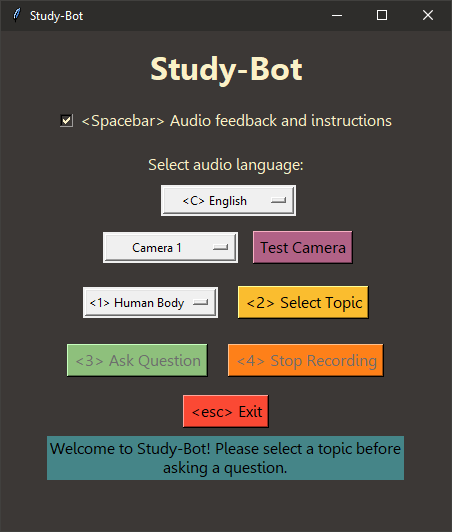 Study-Bot
Study-Bot
<Spacebar> Audio feedback and instructions
Select audio language:
<C> English
Camera 1
Test Camera
<1> Human Body
<2> Select Topic
<3> Ask Question
<4> Stop Recording
<esc> Exit
Welcome to Study-Bot! Please select a topic before
asking a question.